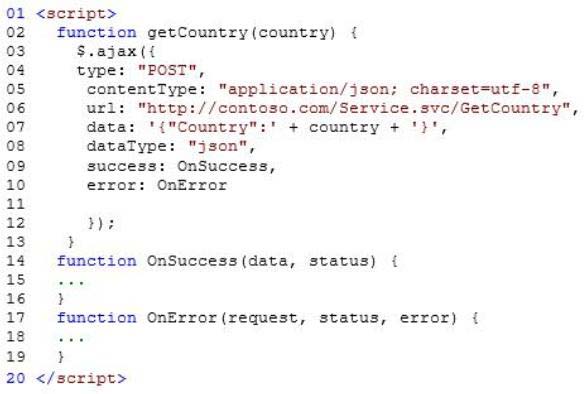 01 <script>
02 function getCountry(country) {
03 $.ajax({
04 type: "POST",
05 contentType: "application/json; charset=utf-8",
06 url: "http://contoso.com/Service.svc/GetCountry",
07 data: '{"Country":' + country + '}',
08 dataType: "json",
09 success: OnSuccess,
10 error: OnError
11
12 });
13 }
14 function OnSuccess(data, status) {
15 ...
16 }
17 function OnError(request, status, error) {
18 ...
19 }
20 </script>